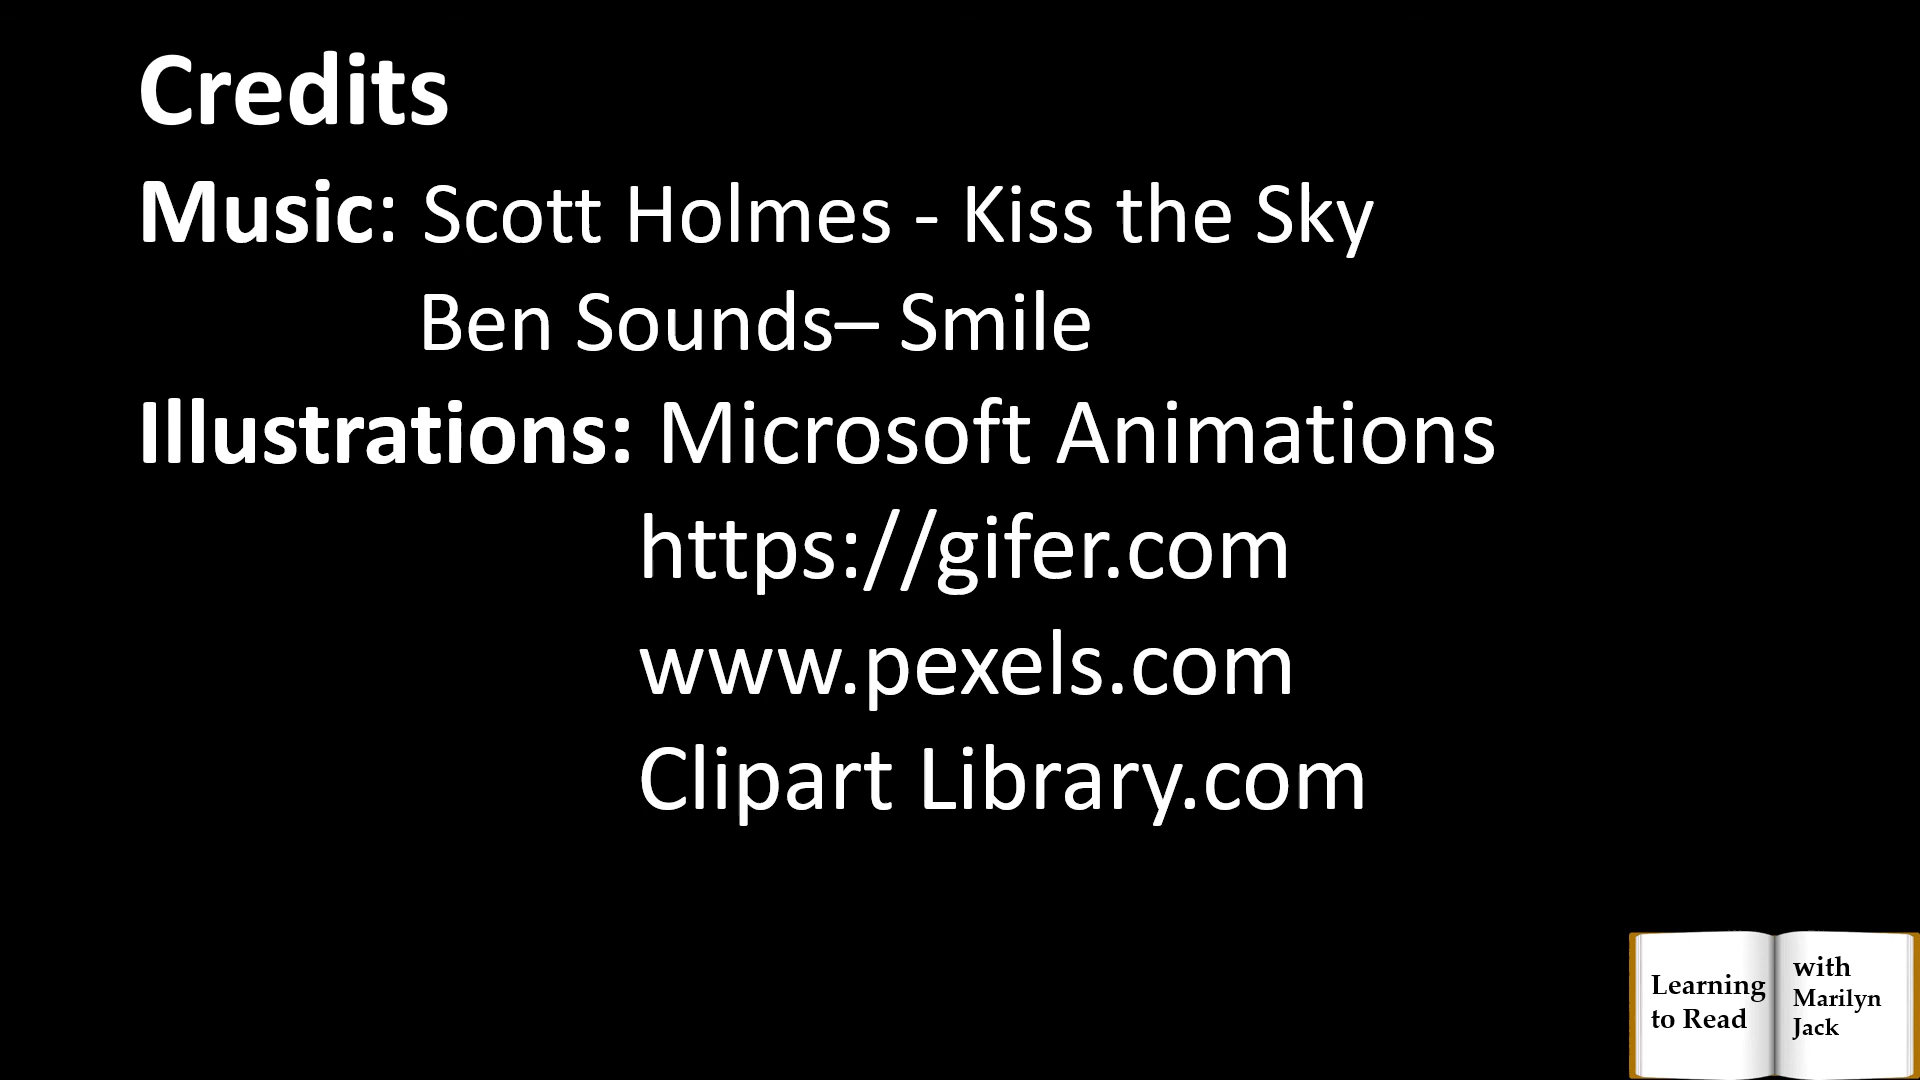 Credits
Music: Scott Holmes - Kiss the Sky
Ben Sounds– Smile
Illustrations: Microsoft Animations
https://gifer.com
www.pexels.com
Clipart Library.com
Learning
to Read
with
Marilyn
Jack